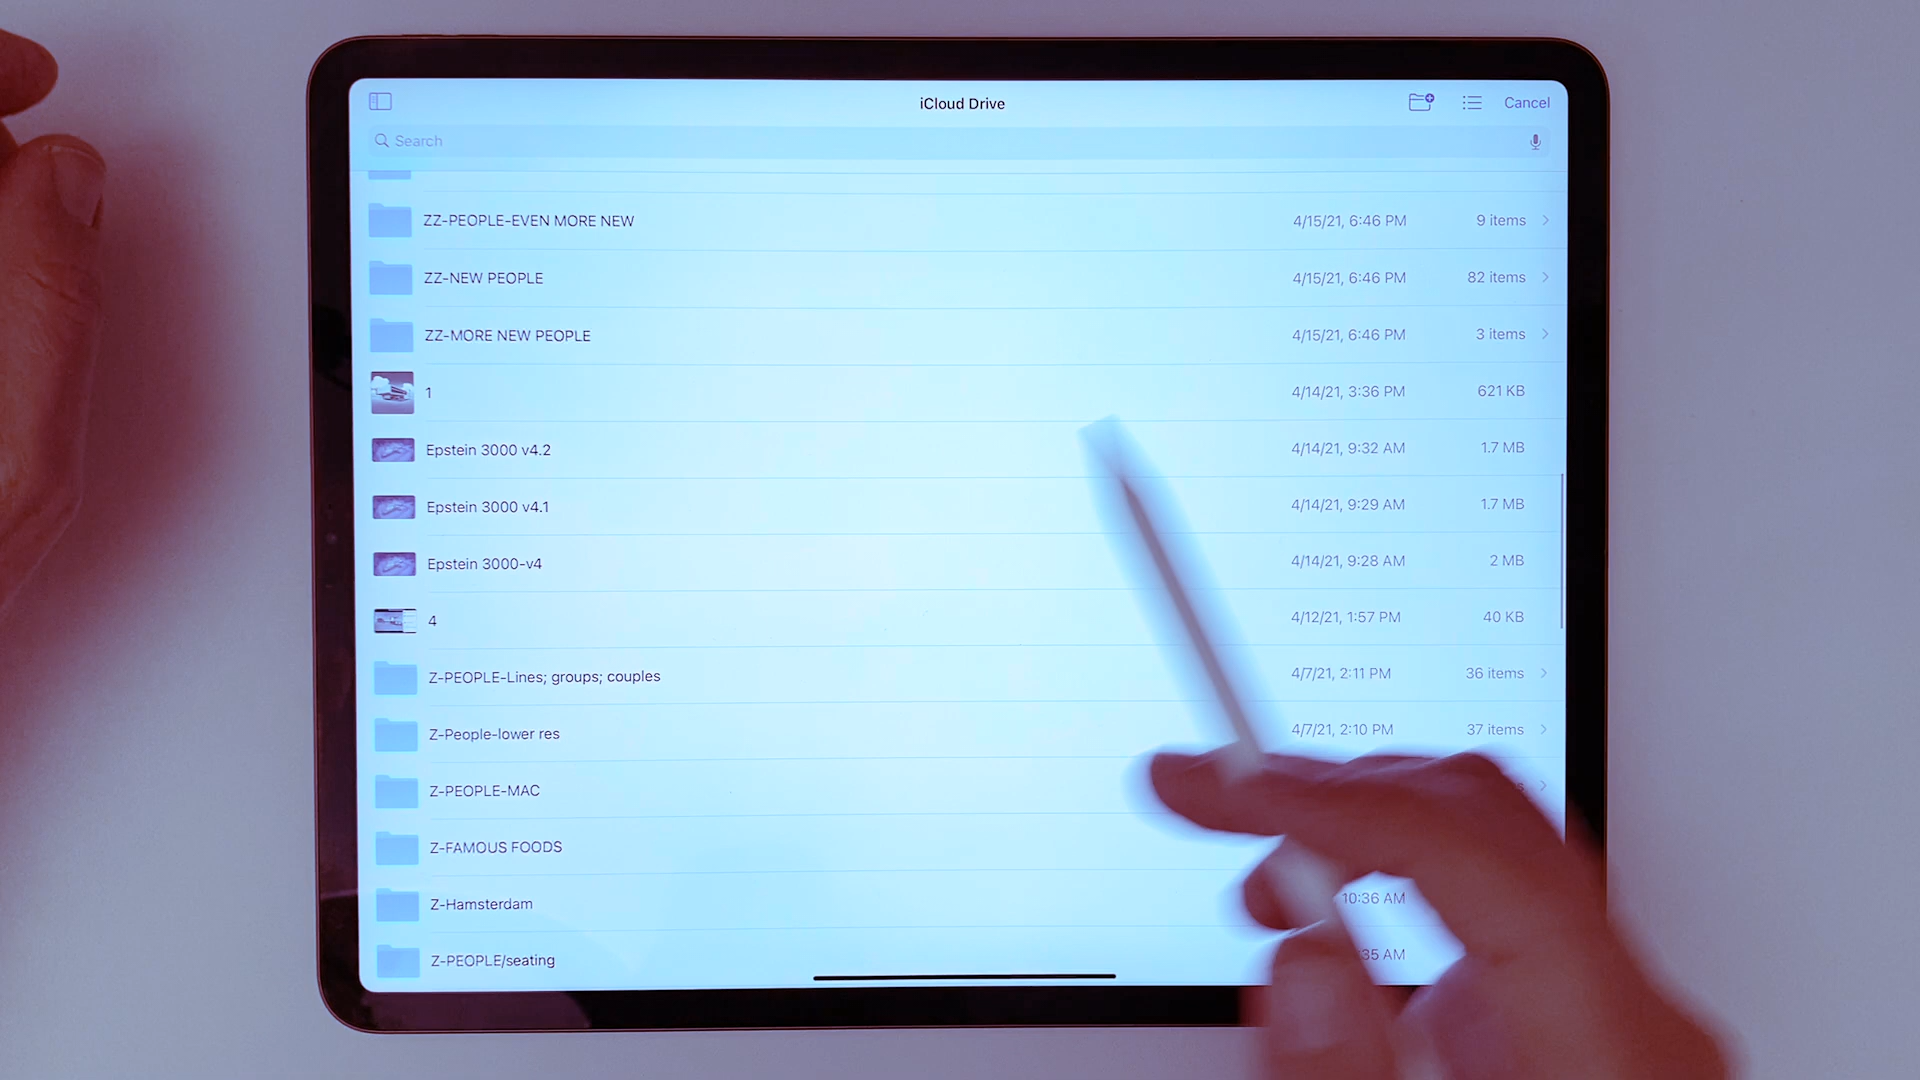 iCloud Drive
Cancel
Search
ZZ-PEOPLE-EVEN MORE NEW 4/15/21, 6:46 PM 9 items
ZZ-NEW PEOPLE 4/15/21, 6:46 PM 82 items
ZZ-MORE NEW PEOPLE 4/15/21, 6:46 PM 3 items
1 4/14/21, 3:36 PM 621 KB
Epstein 3000 v4.2 4/14/21, 9:32 AM 1.7 MB
Epstein 3000 v4.1 4/14/21, 9:29 AM 1.7 MB
Epstein 3000-v4 4/14/21, 9:28 AM 2 MB
4 4/12/21, 1:57 PM 40 KB
Z-PEOPLE-Lines; groups; couples 4/7/21, 2:11 PM 36 items
Z-People-lower res 4/7/21, 2:10 PM 37 items
Z-PEOPLE-MAC
Z-FAMOUS FOODS
Z-Hamsterdam 10:36 AM
Z-PEOPLE/seating :35 AM